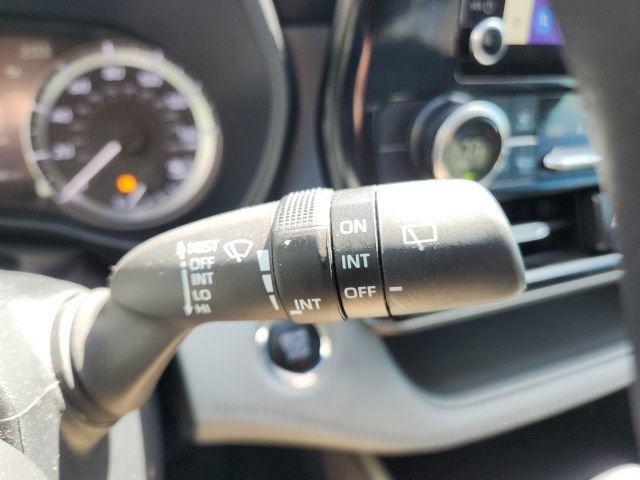 MIST
OFF
INT
LO
HI
INT
ON
INT
OFF